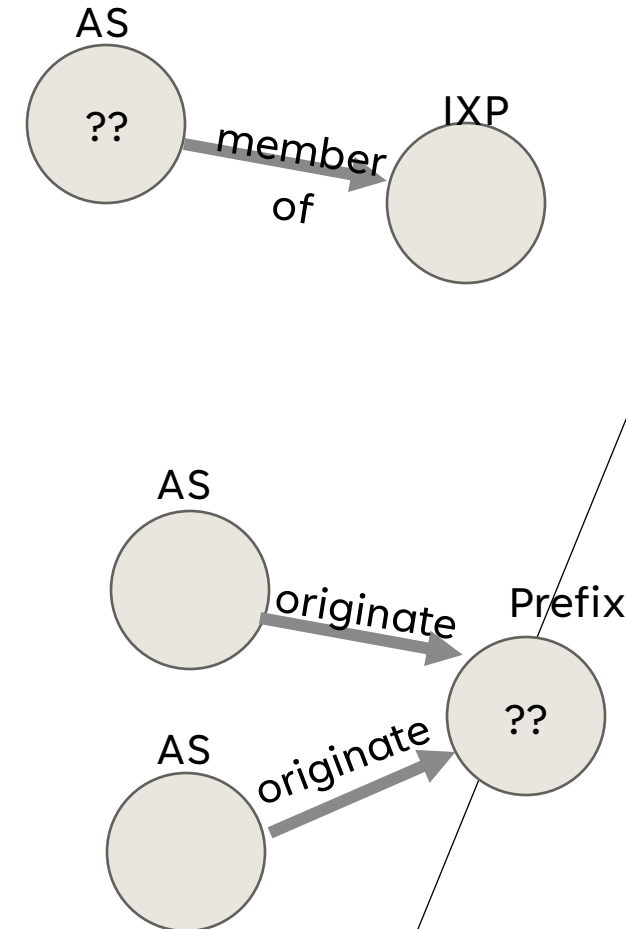 AS
??
IXP
member
of
AS
originate
Prefix
??
AS
originate